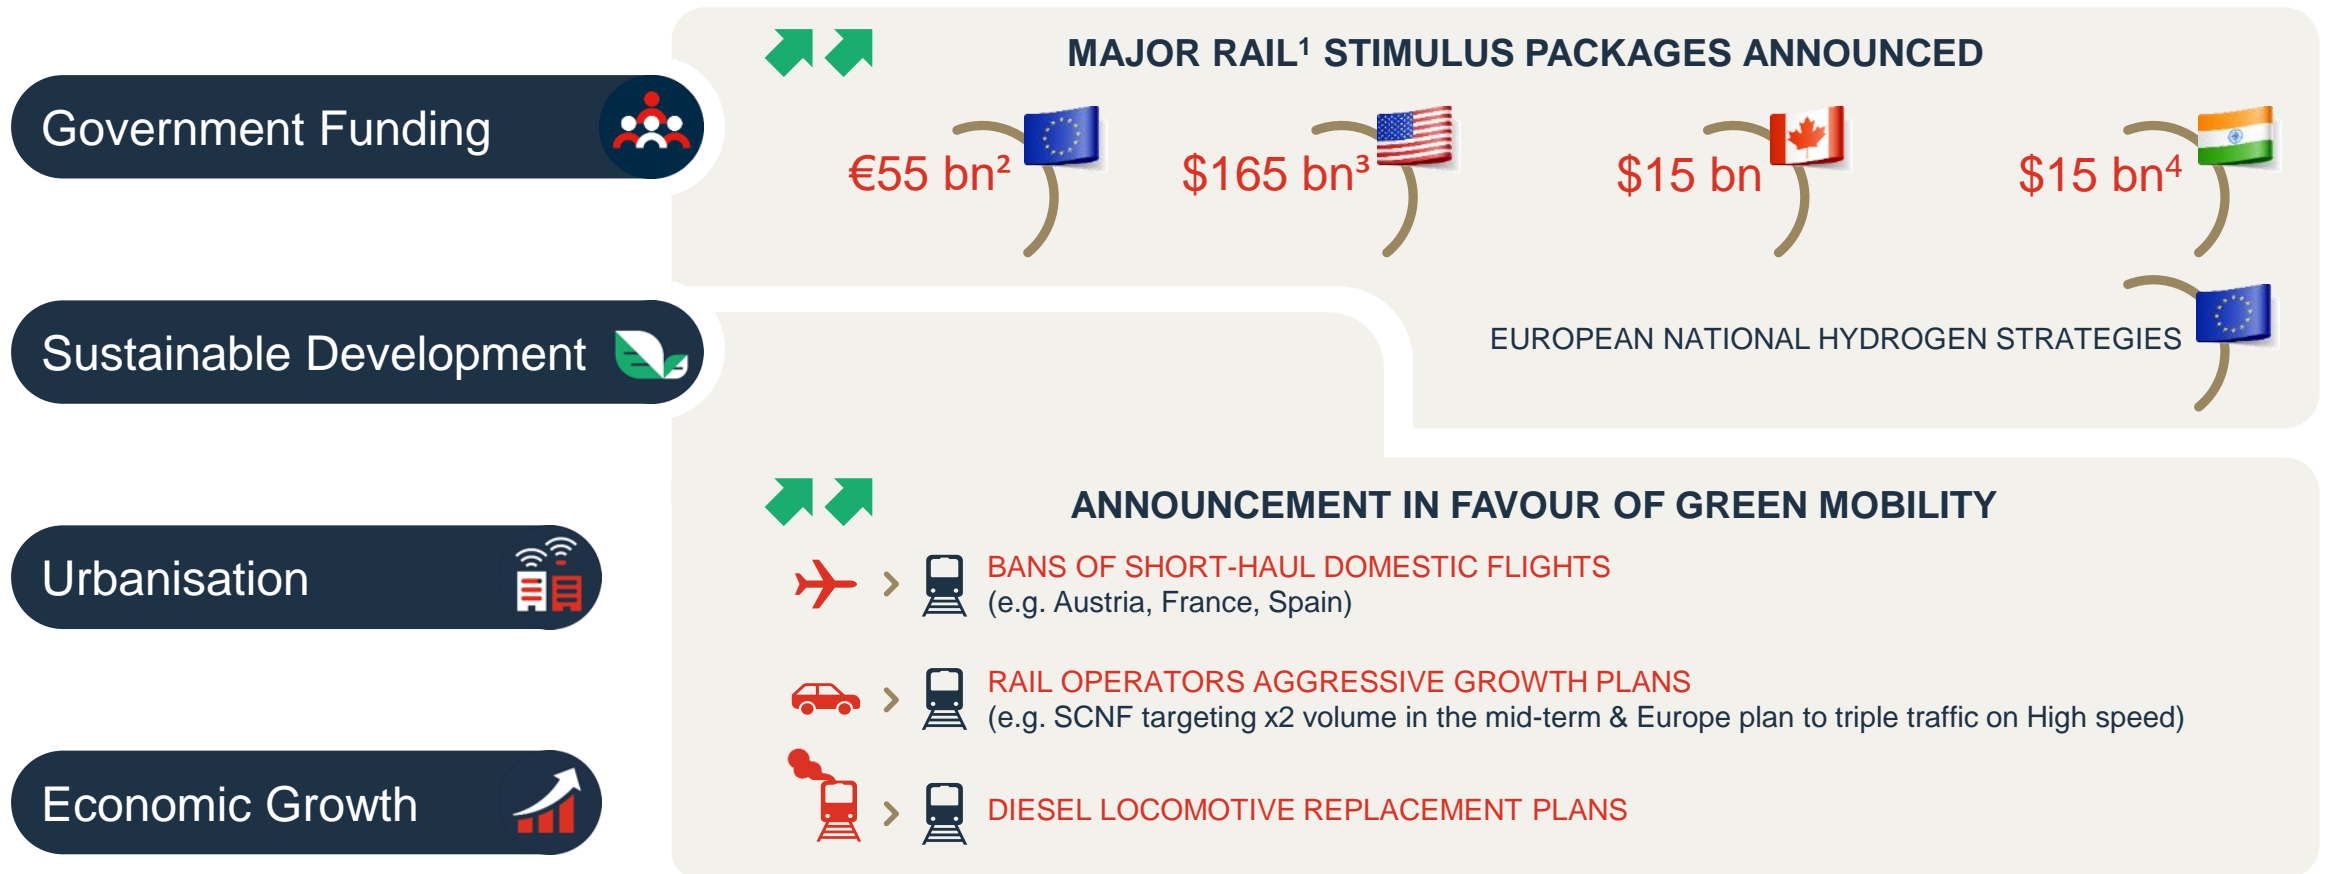 Government Funding
MAJOR RAIL¹ STIMULUS PACKAGES ANNOUNCED
€55 bn²
$165 bn³
$15 bn
$15 bn⁴
Sustainable Development
EUROPEAN NATIONAL HYDROGEN STRATEGIES
Urbanisation
ANNOUNCEMENT IN FAVOUR OF GREEN MOBILITY
BANS OF SHORT-HAUL DOMESTIC FLIGHTS
(e.g. Austria, France, Spain)
RAIL OPERATORS AGGRESSIVE GROWTH PLANS
(e.g. SCNF targeting x2 volume in the mid-term & Europe plan to triple traffic on High speed)
Economic Growth
DIESEL LOCOMOTIVE REPLACEMENT PLANS